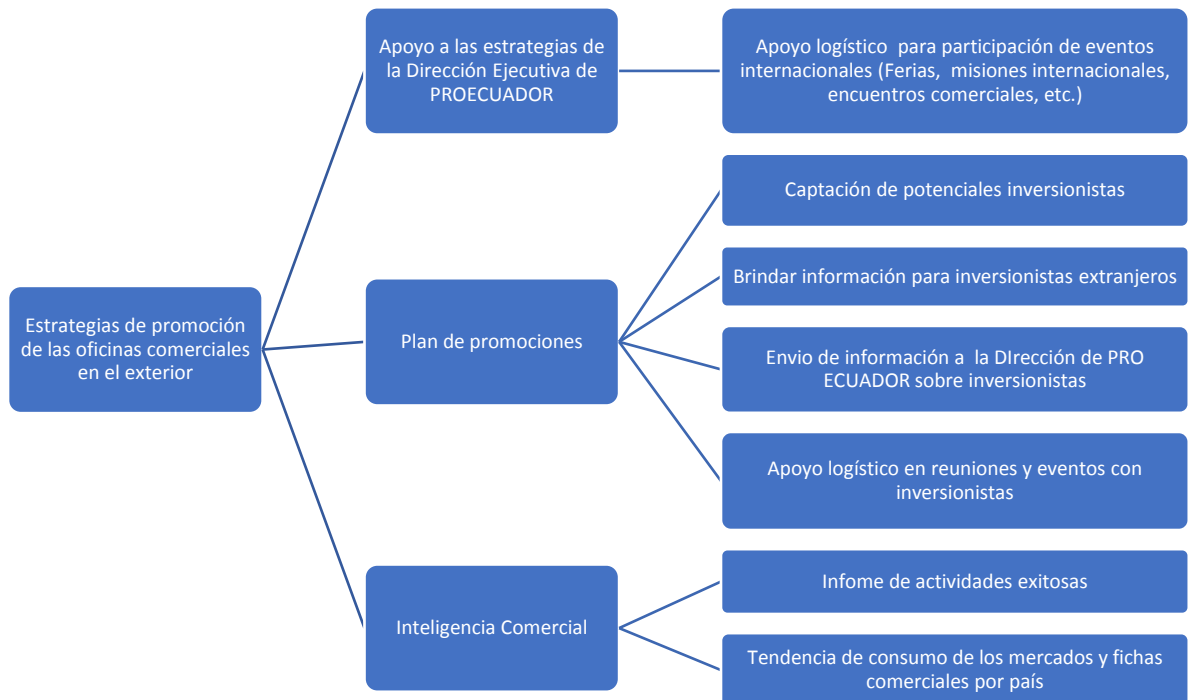 Estrategias de promoción
de las oficinas comerciales
en el exterior
Apoyo a las estrategias de
la Dirección Ejecutiva de
PROECUADOR
Apoyo logístico para participación de eventos
internacionales (Ferias, misiones internacionales,
encuentros comerciales, etc.)
Plan de promociones
Captación de potenciales inversionistas
Brindar información para inversionistas extranjeros
Envio de información a la DIrección de PRO
ECUADOR sobre inversionistas
Apoyo logístico en reuniones y eventos con
inversionistas
Inteligencia Comercial
Infome de actividades exitosas
Tendencia de consumo de los mercados y fichas
comerciales por país